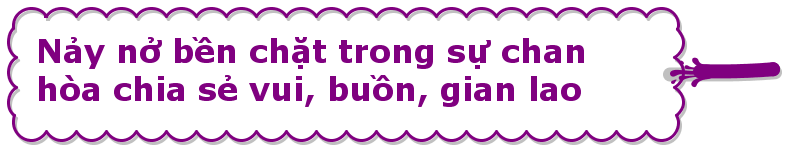 Nảy nở bền chặt trong sự chan
hòa chia sẻ vui, buồn, gian lao